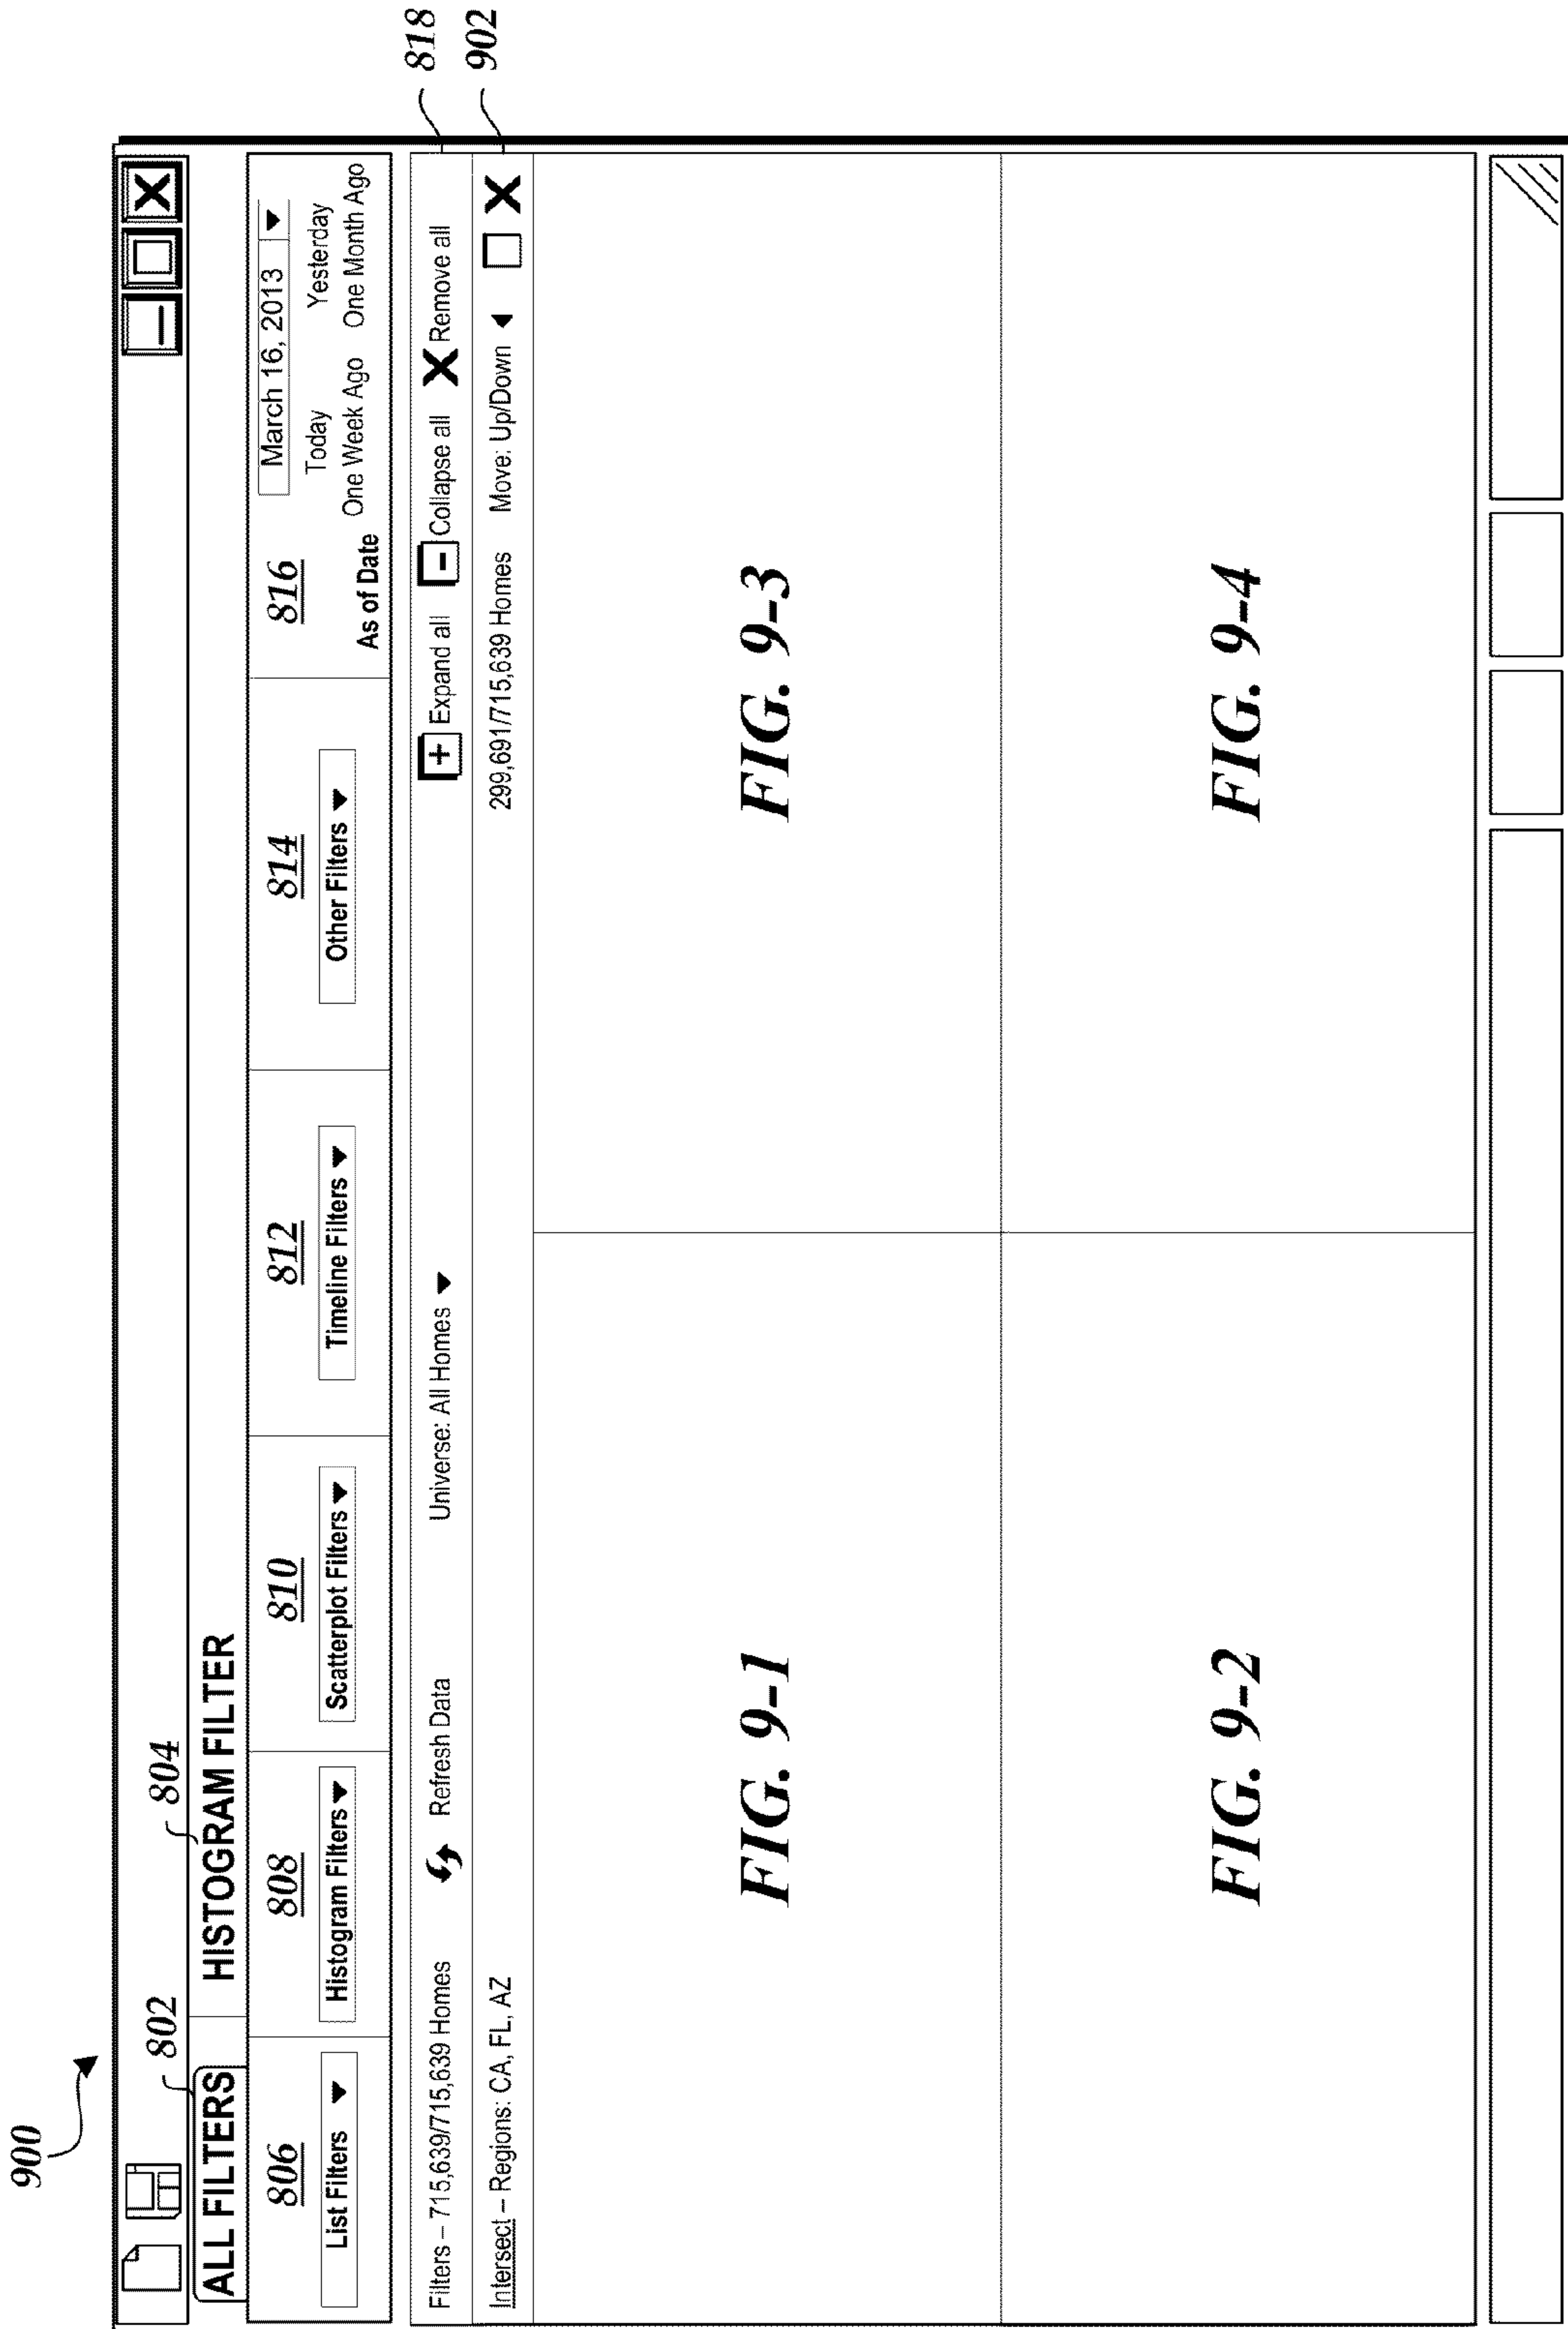 900
802
804
ALL FILTERS HISTOGRAM FILTER
806 808 810 812 814 816
List Filters Histogram Filters Scatterplot Filters Timeline Filters Other Filters
March 16, 2013
Today Yesterday
One Week Ago One Month Ago
As of Date
Filters – 715,639/715,639 Homes Refresh Data Universe: All Homes + Expand all - Collapse all X Remove all
818
Intersect – Regions: CA, FL, AZ 299,691/715,639 Homes Move: Up/Down X
902
FIG. 9-1 FIG. 9-3
FIG. 9-2 FIG. 9-4